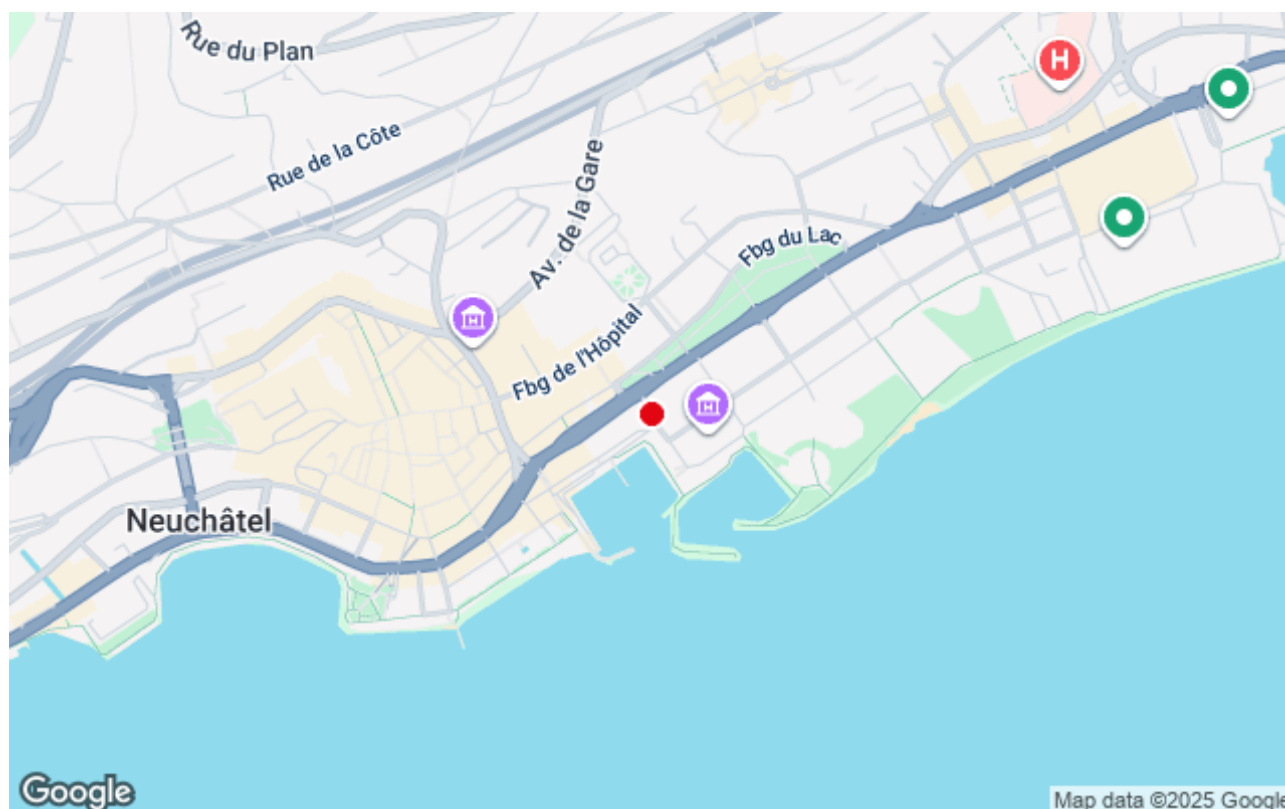 Rue du Plan
H
Rue de la Côte
Av. de la Gare
Fbg du Lac
H
Fbg de l'Hôpital
H
Neuchâtel
Google
Map data ©2025 Google